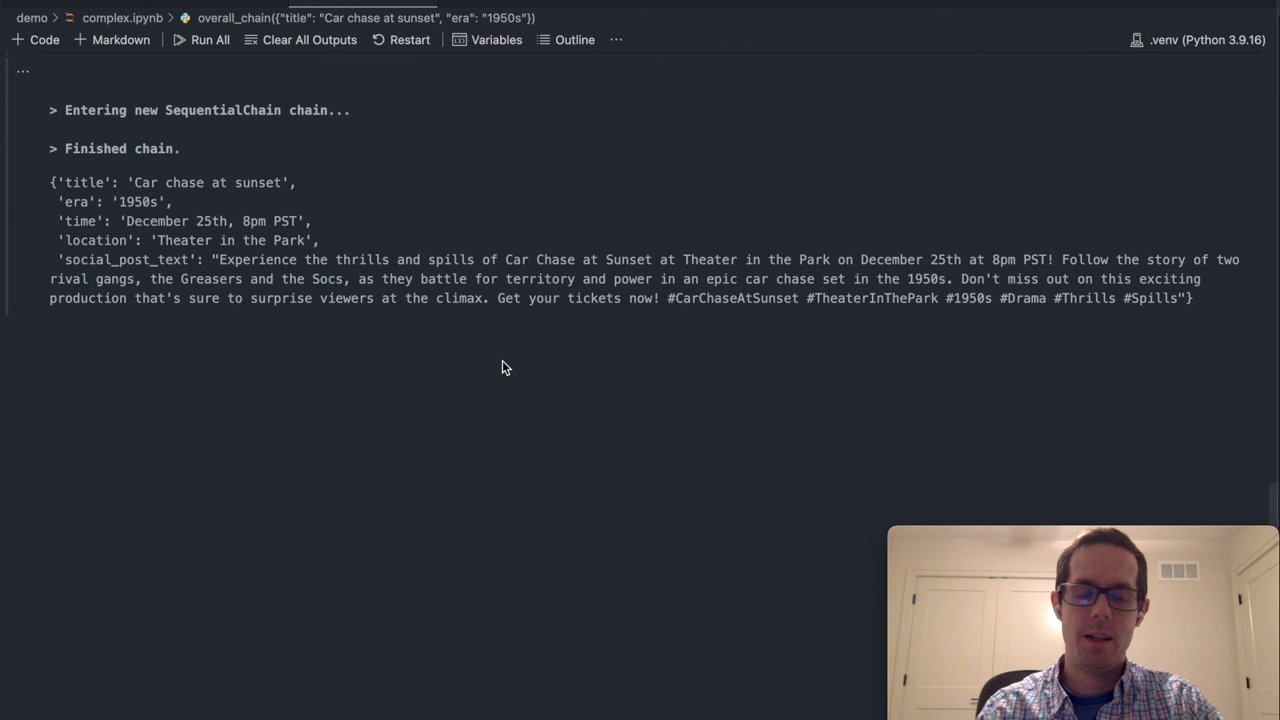 demo > complex.ipynb > overall_chain({"title": "Car chase at sunset", "era": "1950s"})
+ Code + Markdown Run All Clear All Outputs Restart Variables Outline ··· .venv (Python 3.9.16)
...
> Entering new SequentialChain chain...
> Finished chain.
{'title': 'Car chase at sunset',
'era': '1950s',
'time': 'December 25th, 8pm PST',
'location': 'Theater in the Park',
'social_post_text': "Experience the thrills and spills of Car Chase at Sunset at Theater in the Park on December 25th at 8pm PST! Follow the story of two
rival gangs, the Greasers and the Socs, as they battle for territory and power in an epic car chase set in the 1950s. Don't miss out on this exciting
production that's sure to surprise viewers at the climax. Get your tickets now! #CarChaseAtSunset #TheaterInThePark #1950s #Drama #Thrills #Spills"}